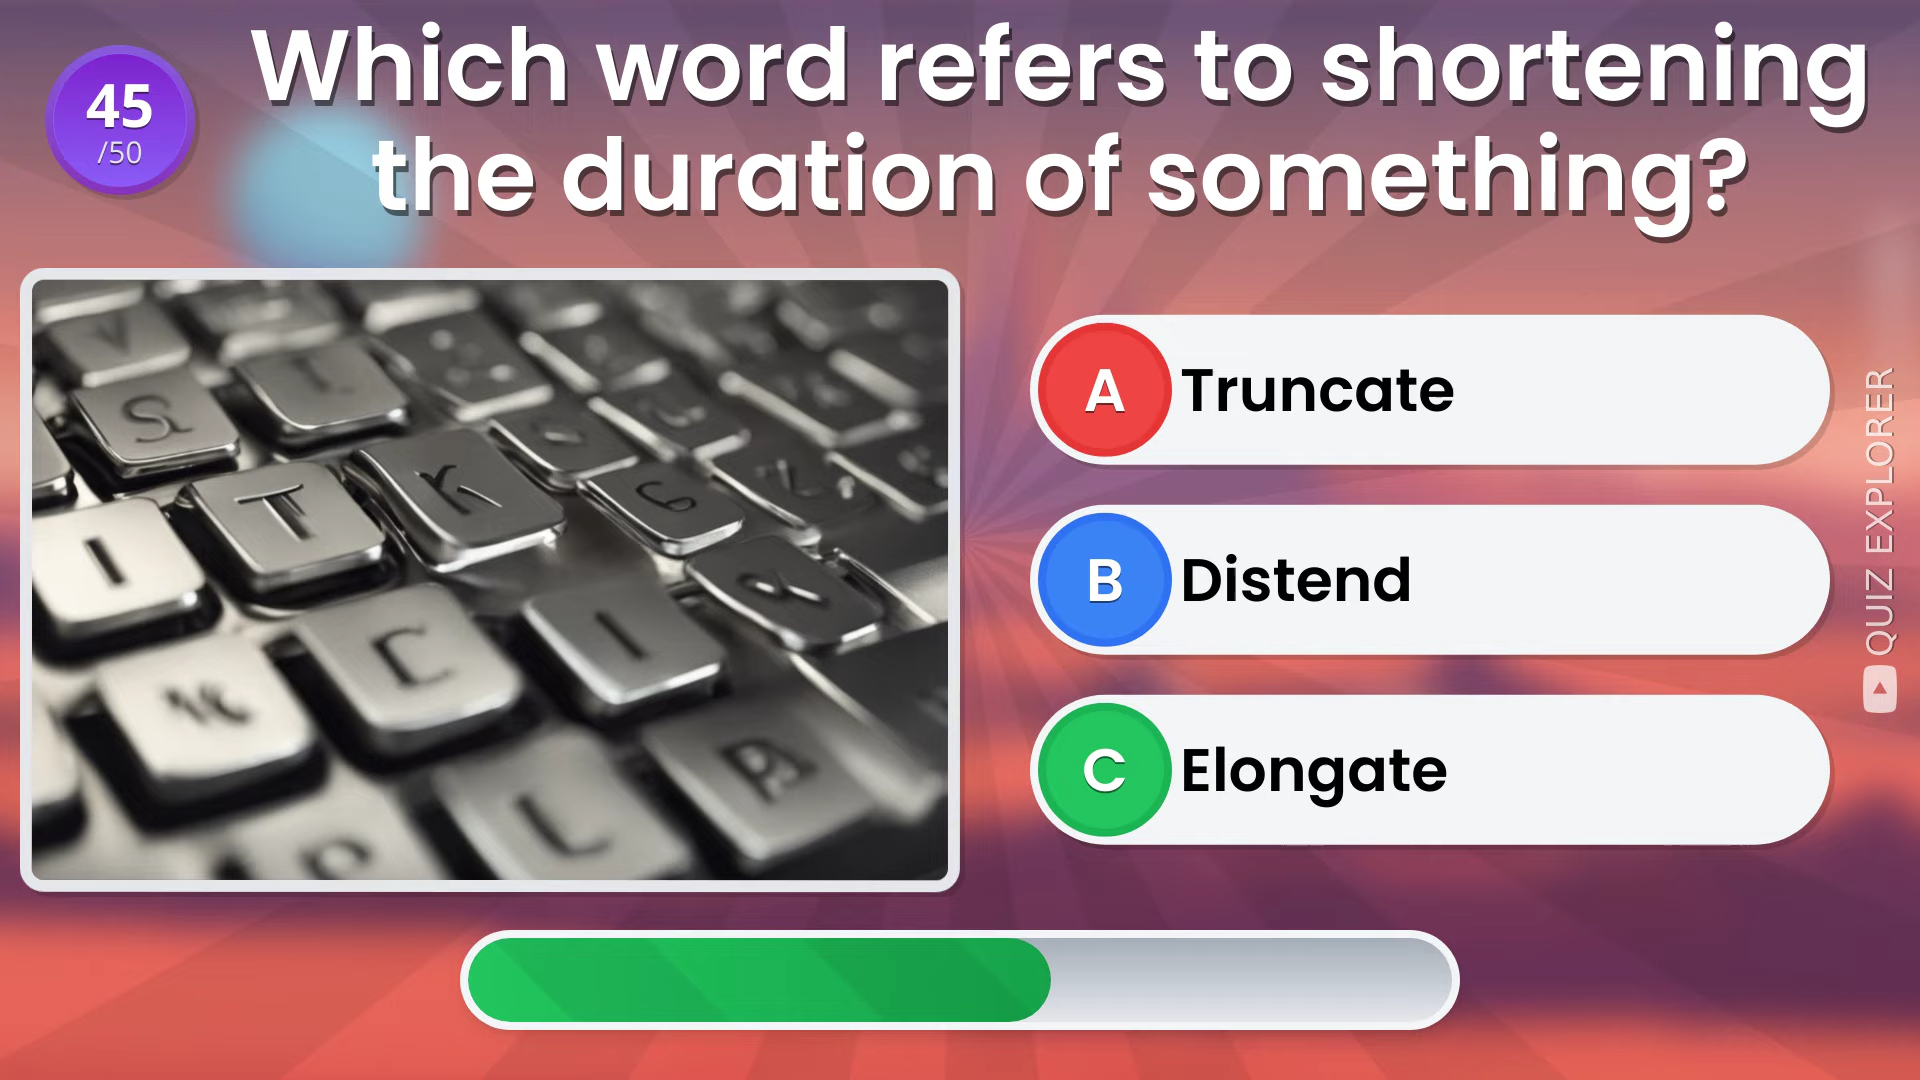 45
/50
Which word refers to shortening
the duration of something?
A Truncate
B Distend
C Elongate
QUIZ EXPLORER